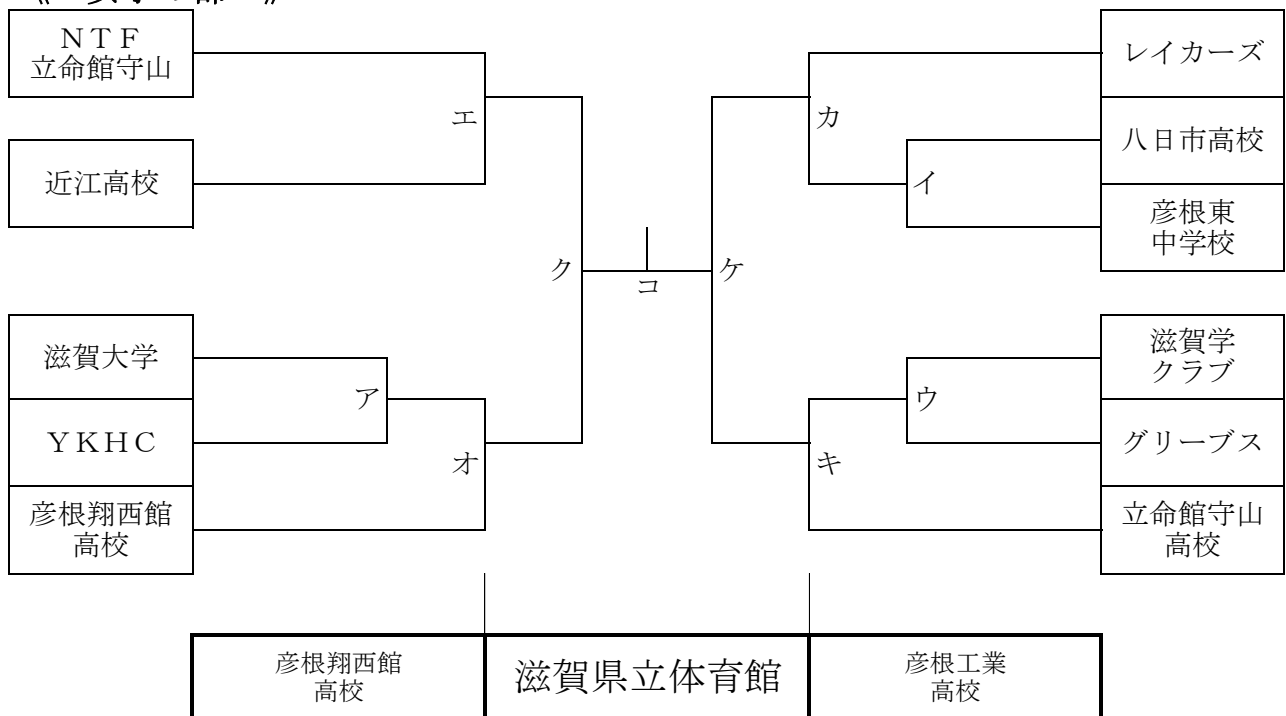 ＮＴＦ
立命館守山
近江高校
滋賀大学
ＹＫＨＣ
彦根翔西館
高校
エ
ク
ア
オ
コ
カ
イ
ケ
ウ
キ
レイカーズ
八日市高校
彦根東
中学校
滋賀学
クラブ
グリーブス
立命館守山
高校
彦根翔西館
高校
滋賀県立体育館
彦根工業
高校